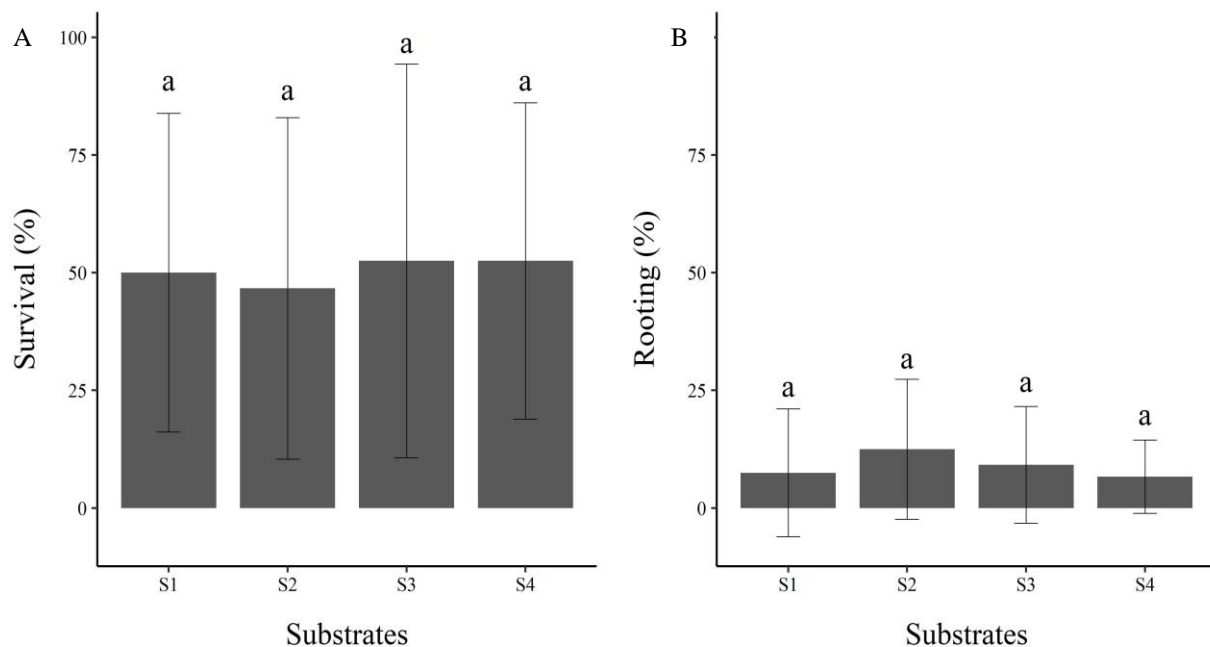 A
100
75
50
25
0
Survival (%)
a
a
a
a
S1 S2 S3 S4
Substrates
B
75
50
25
0
Rooting (%)
a
a
a
a
S1 S2 S3 S4
Substrates